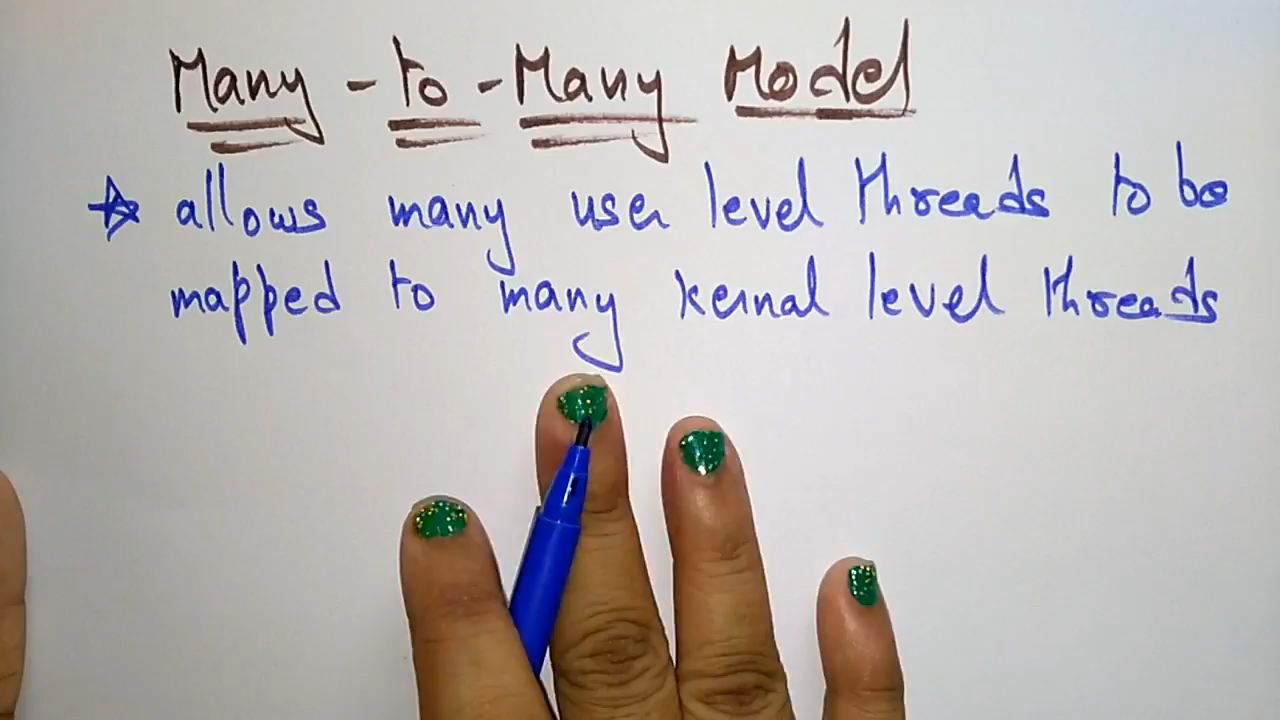 Many - to - Many Model
☆ allows many user level threads to be
mapped to many kernal level threads